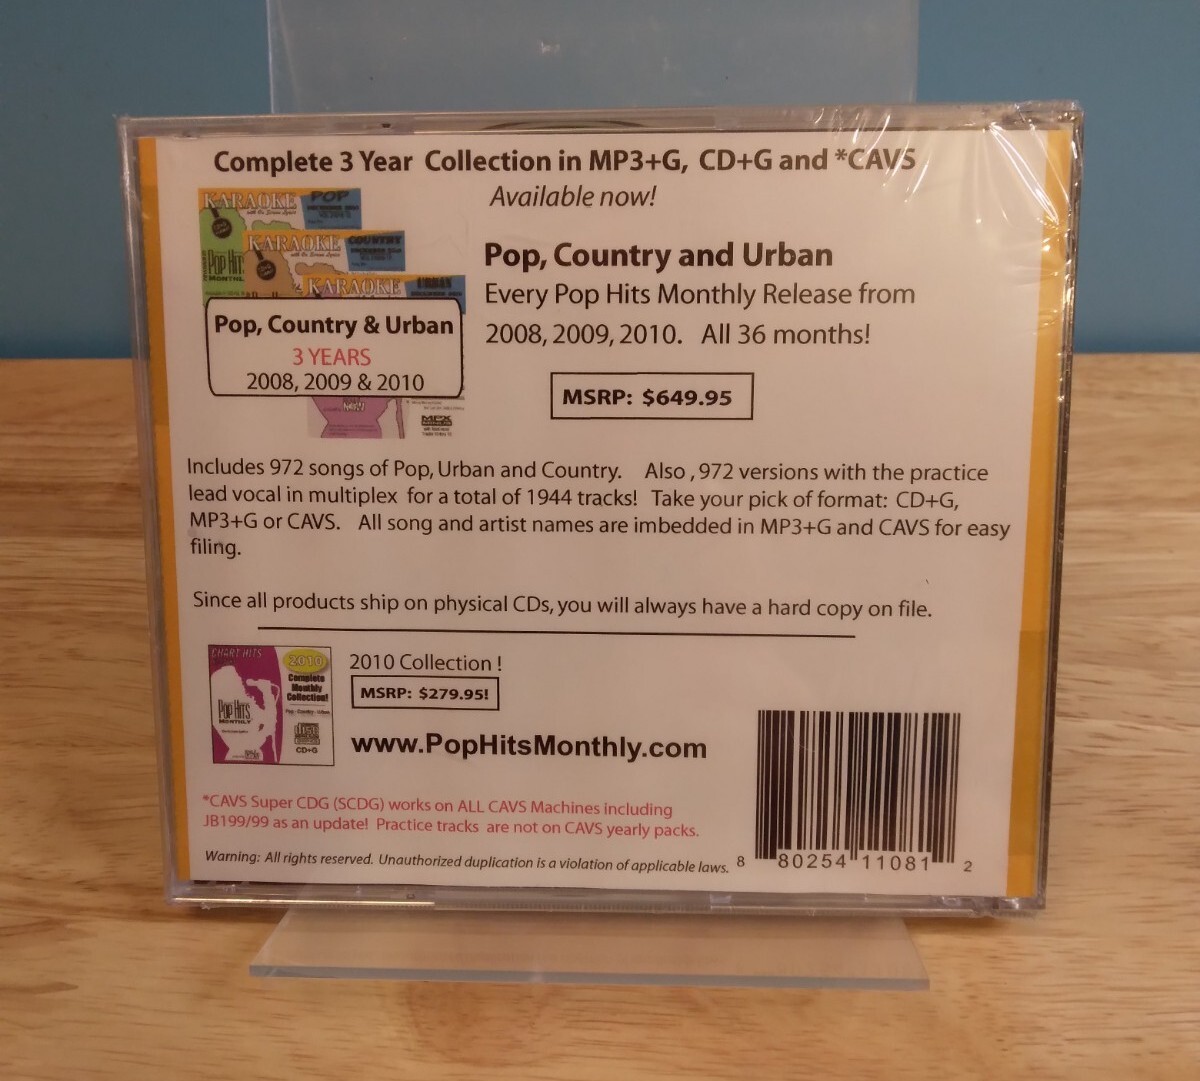 Complete 3 Year Collection in MP3+G, CD+G and *CAVS
Available now!
KARAOKE
POP
KARAOKE
COUNTRY
KARAOKE
URBAN
Pop Hits
MONTHLY
Pop, Country & Urban
3 YEARS
2008, 2009 & 2010
MPX
Pop, Country and Urban
Every Pop Hits Monthly Release from
2008, 2009, 2010. All 36 months!
MSRP: $649.95
Includes 972 songs of Pop, Urban and Country. Also , 972 versions with the practice
lead vocal in multiplex for a total of 1944 tracks! Take your pick of format: CD+G,
MP3+G or CAVS. All song and artist names are imbedded in MP3+G and CAVS for easy
filing.
Since all products ship on physical CDs, you will always have a hard copy on file.
CHART HITS
2010
Complete
Monthly
Collection!
Pop - Country - Urban
POP HITS
MONTHLY
CD+G
2010 Collection !
MSRP: $279.95!
www.PopHitsMonthly.com
*CAVS Super CDG (SCDG) works on ALL CAVS Machines including
JB199/99 as an update! Practice tracks are not on CAVS yearly packs.
Warning: All rights reserved. Unauthorized duplication is a violation of applicable laws.
8 80254 11081 2